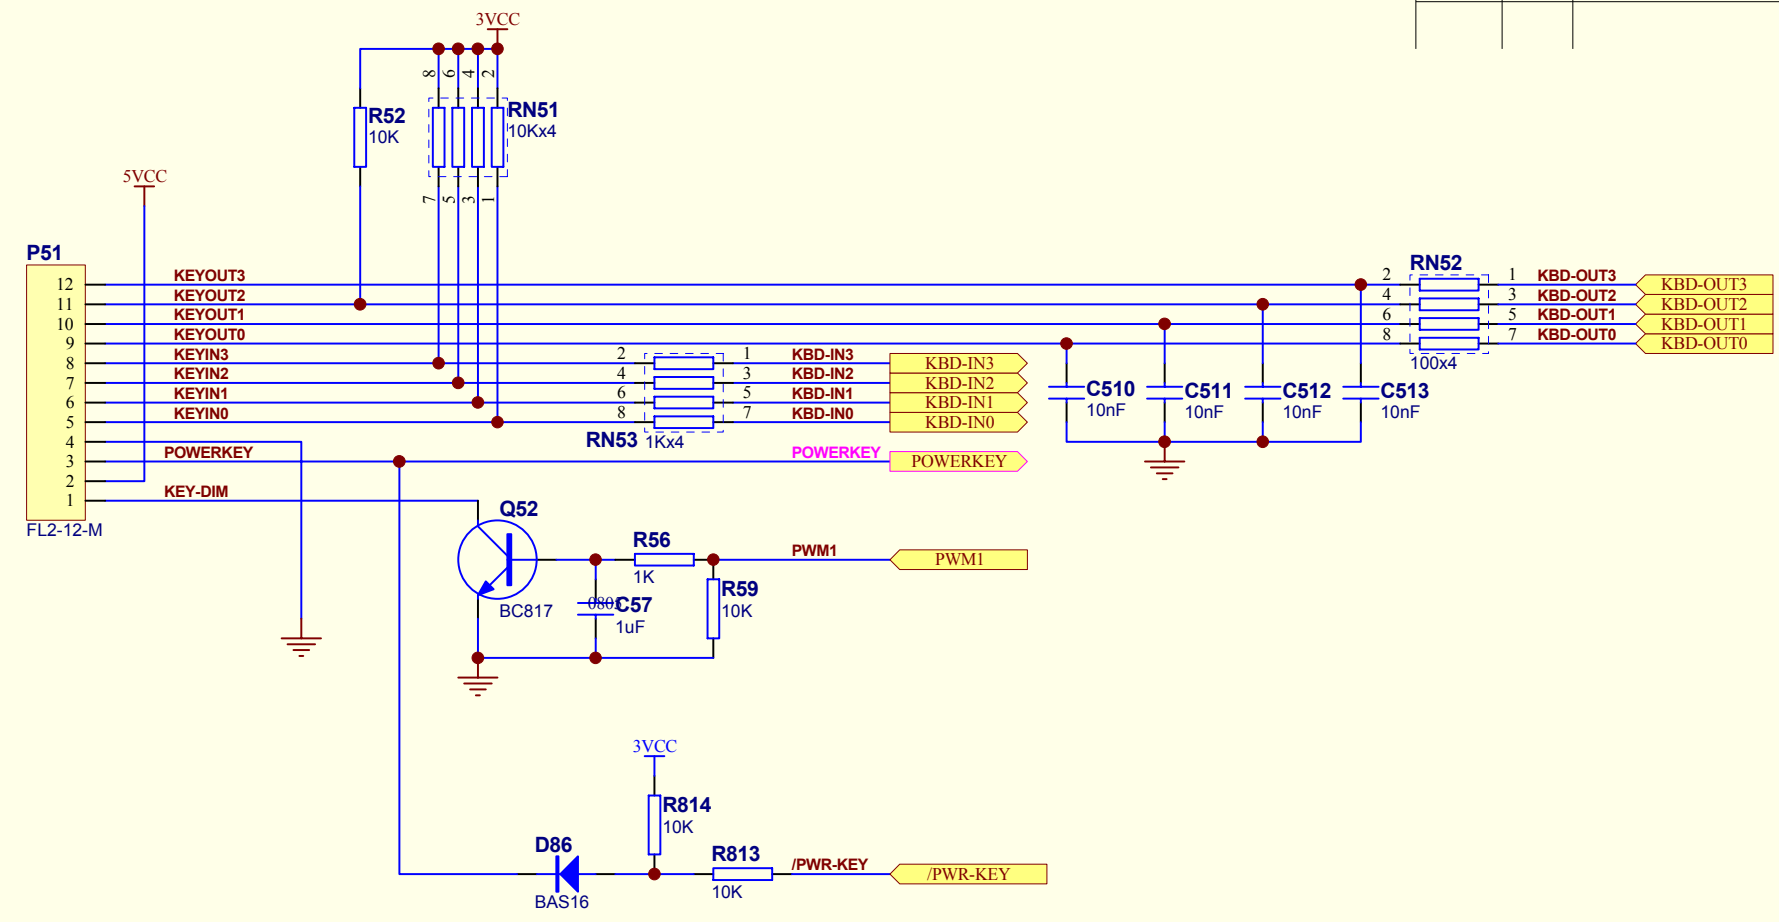 3VCC
8 6 4 2
R52
10K
RN51
10Kx4
7 5 3 1
5VCC
P51
12 KEYOUT3
11 KEYOUT2
10 KEYOUT1
9 KEYOUT0
8 KEYIN3
7 KEYIN2
6 KEYIN1
5 KEYIN0
4
3 POWERKEY
2
1 KEY-DIM
FL2-12-M
2 RN52 1 KBD-OUT3 KBD-OUT3
4 3 KBD-OUT2 KBD-OUT2
6 5 KBD-OUT1 KBD-OUT1
8 7 KBD-OUT0 KBD-OUT0
100x4
2 1 KBD-IN3 KBD-IN3
4 3 KBD-IN2 KBD-IN2
6 5 KBD-IN1 KBD-IN1
8 7 KBD-IN0 KBD-IN0
RN53 1Kx4
POWERKEY POWERKEY
C510
10nF
C511
10nF
C512
10nF
C513
10nF
Q52
BC817
R56
1K
PWM1 PWM1
C57
1uF
R59
10K
3VCC
R814
10K
D86
BAS16
R813
10K
/PWR-KEY /PWR-KEY